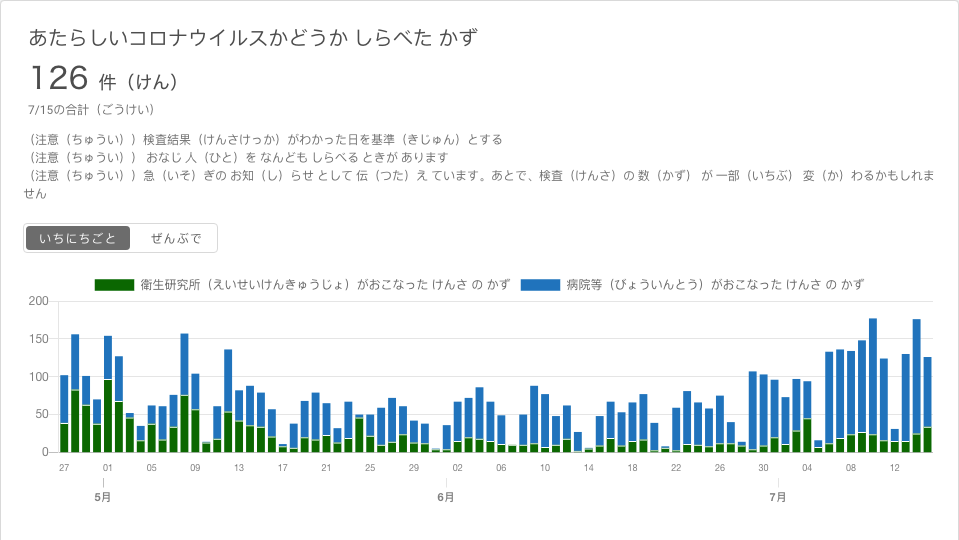 あたらしいコロナウイルスかどうか しらべた かず
126 件（けん）
7/15の合計（ごうけい）
（注意（ちゅうい））検査結果（けんさけっか）がわかった日を基準（きじゅん）とする
（注意（ちゅうい）） おなじ 人（ひと）を なんども しらべる ときが あります
（注意（ちゅうい））急（いそ）ぎの お知（し）らせ として 伝（つた）え ています。あとで、検査（けんさ）の 数（かず） が 一部（いちぶ） 変（か）わるかもしれま
せん
いちにちごと ぜんぶで
衛生研究所（えいせいけんきゅうじょ）がおこなった けんさ の かず 病院等（びょういんとう）がおこなった けんさ の かず
200
150
100
50
0
27 01 05 09 13 17 21 25 29 02 06 10 14 18 22 26 30 04 08 12
5月 6月 7月